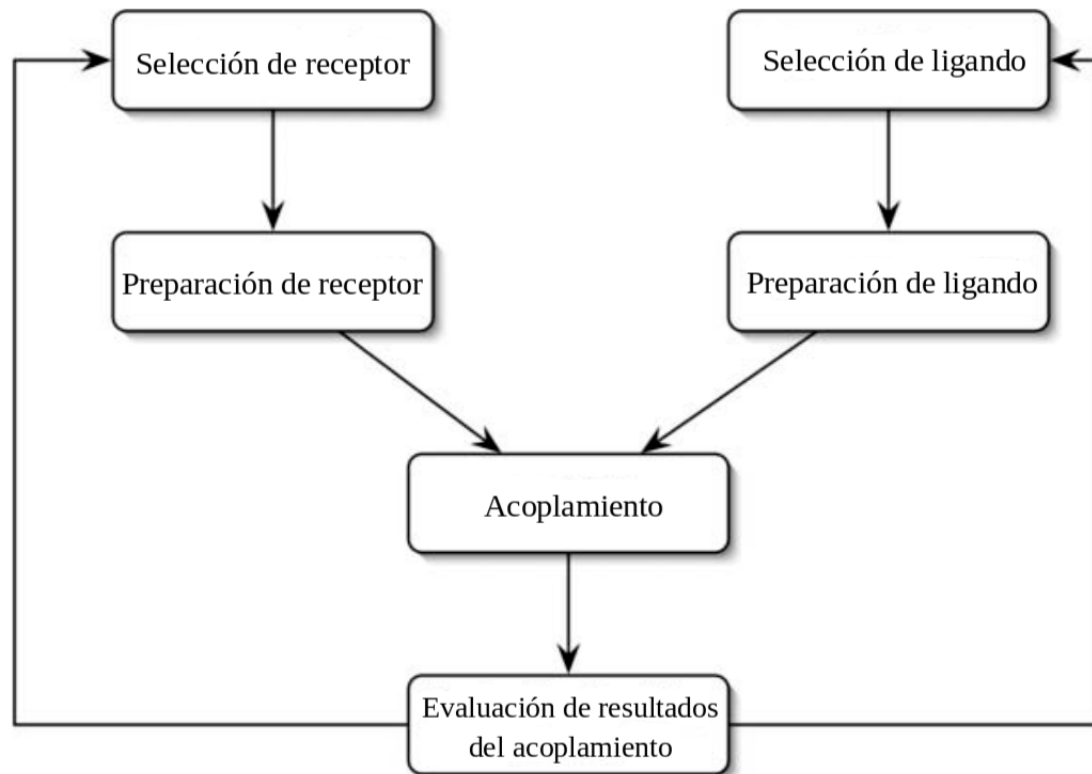 Selección de receptor
Selección de ligando
Preparación de receptor
Preparación de ligando
Acoplamiento
Evaluación de resultados
del acoplamiento